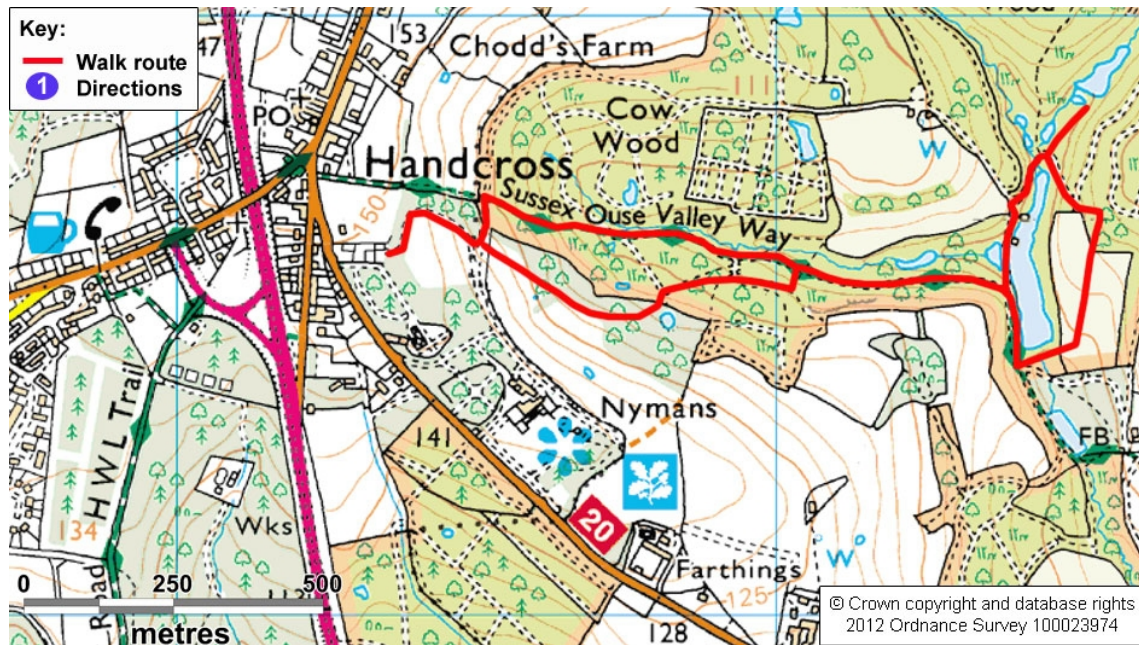 Key:
Walk route
1 Directions
47
153
Chodd's Farm
PO
Cow
Wood
111
W
Handcross
Sussex Ouse Valley Way
150
Nymans
141
FB
HWL Trail
134
Wks
20
W
Farthings
125
128
Road
0 250 500
metres
© Crown copyright and database rights
2012 Ordnance Survey 100023974